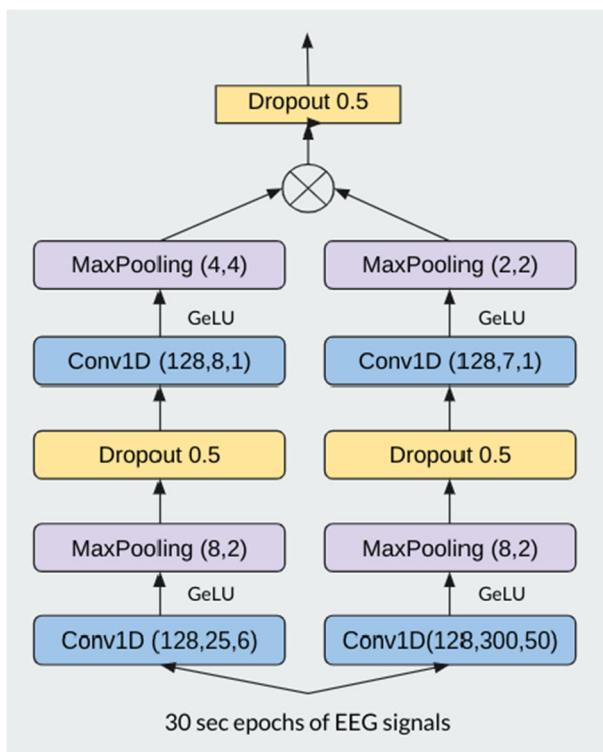 Dropout 0.5
MaxPooling (4,4)
MaxPooling (2,2)
GeLU
GeLU
Conv1D (128,8,1)
Conv1D (128,7,1)
Dropout 0.5
Dropout 0.5
MaxPooling (8,2)
MaxPooling (8,2)
GeLU
GeLU
Conv1D (128,25,6)
Conv1D(128,300,50)
30 sec epochs of EEG signals